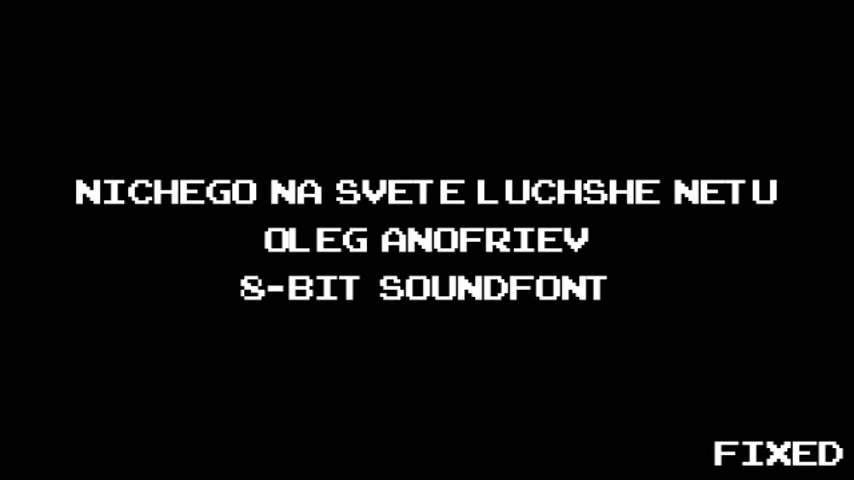 NICHEGO NA SVETE LUCHSHE NETU
OLEG ANOFRIEV
8-BIT SOUNDFONT
FIXED